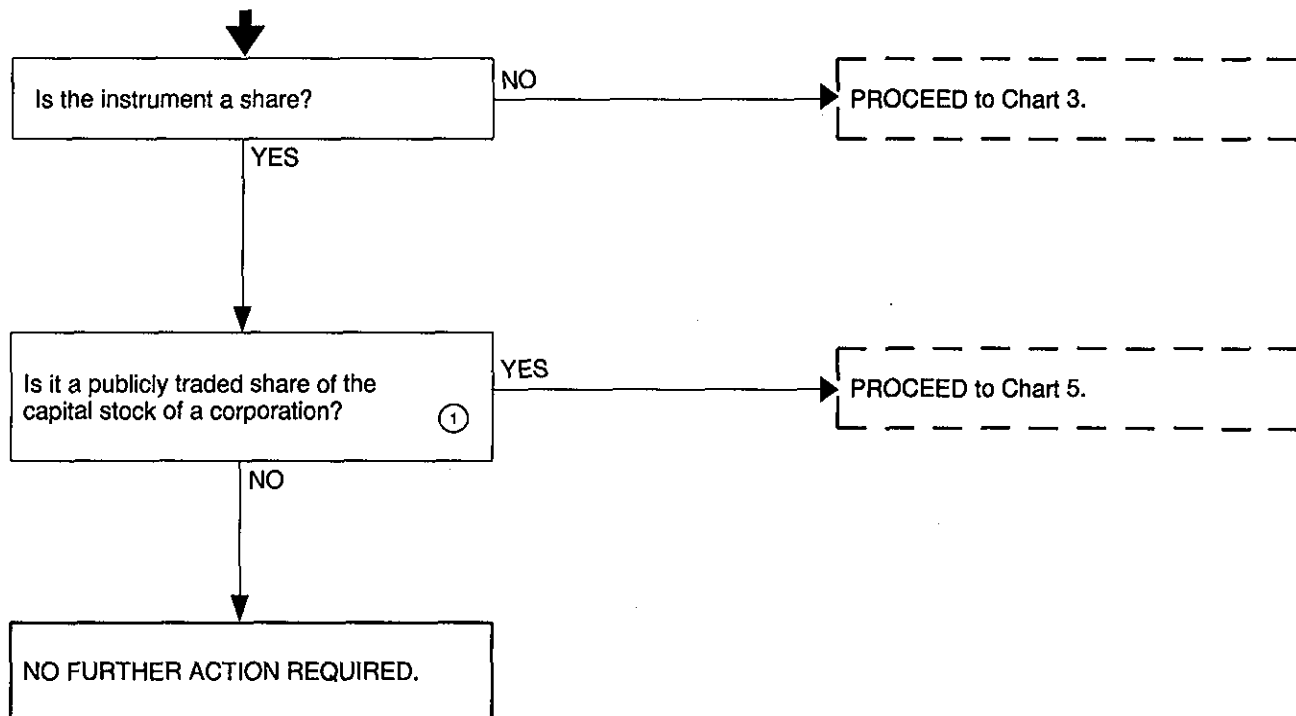 Is the instrument a share?
NO
PROCEED to Chart 3.
YES
Is it a publicly traded share of the
capital stock of a corporation?
1
YES
PROCEED to Chart 5.
NO
NO FURTHER ACTION REQUIRED.